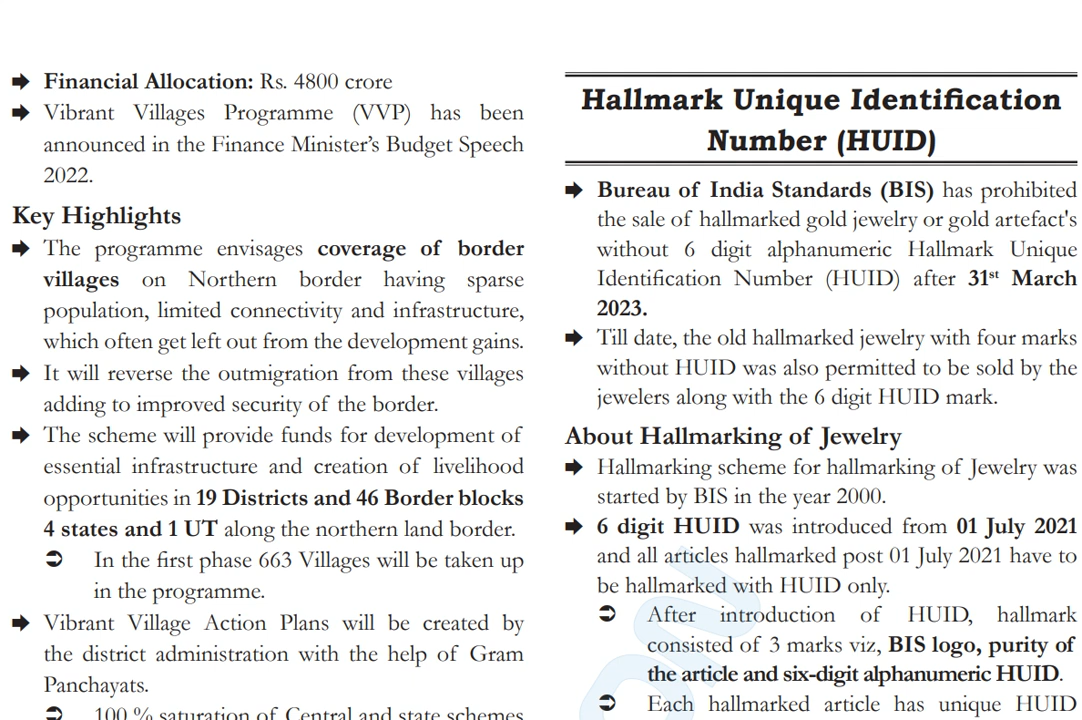 ➡ Financial Allocation: Rs. 4800 crore
➡ Vibrant Villages Programme (VVP) has been
announced in the Finance Minister’s Budget Speech
2022.
Key Highlights
➡ The programme envisages coverage of border
villages on Northern border having sparse
population, limited connectivity and infrastructure,
which often get left out from the development gains.
➡ It will reverse the outmigration from these villages
adding to improved security of the border.
➡ The scheme will provide funds for development of
essential infrastructure and creation of livelihood
opportunities in 19 Districts and 46 Border blocks
4 states and 1 UT along the northern land border.
➲ In the first phase 663 Villages will be taken up
in the programme.
➡ Vibrant Village Action Plans will be created by
the district administration with the help of Gram
Panchayats.
➲ 100 % saturation of Central and state schemes
Hallmark Unique Identification
Number (HUID)
➡ Bureau of India Standards (BIS) has prohibited
the sale of hallmarked gold jewelry or gold artefact's
without 6 digit alphanumeric Hallmark Unique
Identification Number (HUID) after 31st March
2023.
➡ Till date, the old hallmarked jewelry with four marks
without HUID was also permitted to be sold by the
jewelers along with the 6 digit HUID mark.
About Hallmarking of Jewelry
➡ Hallmarking scheme for hallmarking of Jewelry was
started by BIS in the year 2000.
➡ 6 digit HUID was introduced from 01 July 2021
and all articles hallmarked post 01 July 2021 have to
be hallmarked with HUID only.
➲ After introduction of HUID, hallmark
consisted of 3 marks viz, BIS logo, purity of
the article and six-digit alphanumeric HUID.
➲ Each hallmarked article has unique HUID